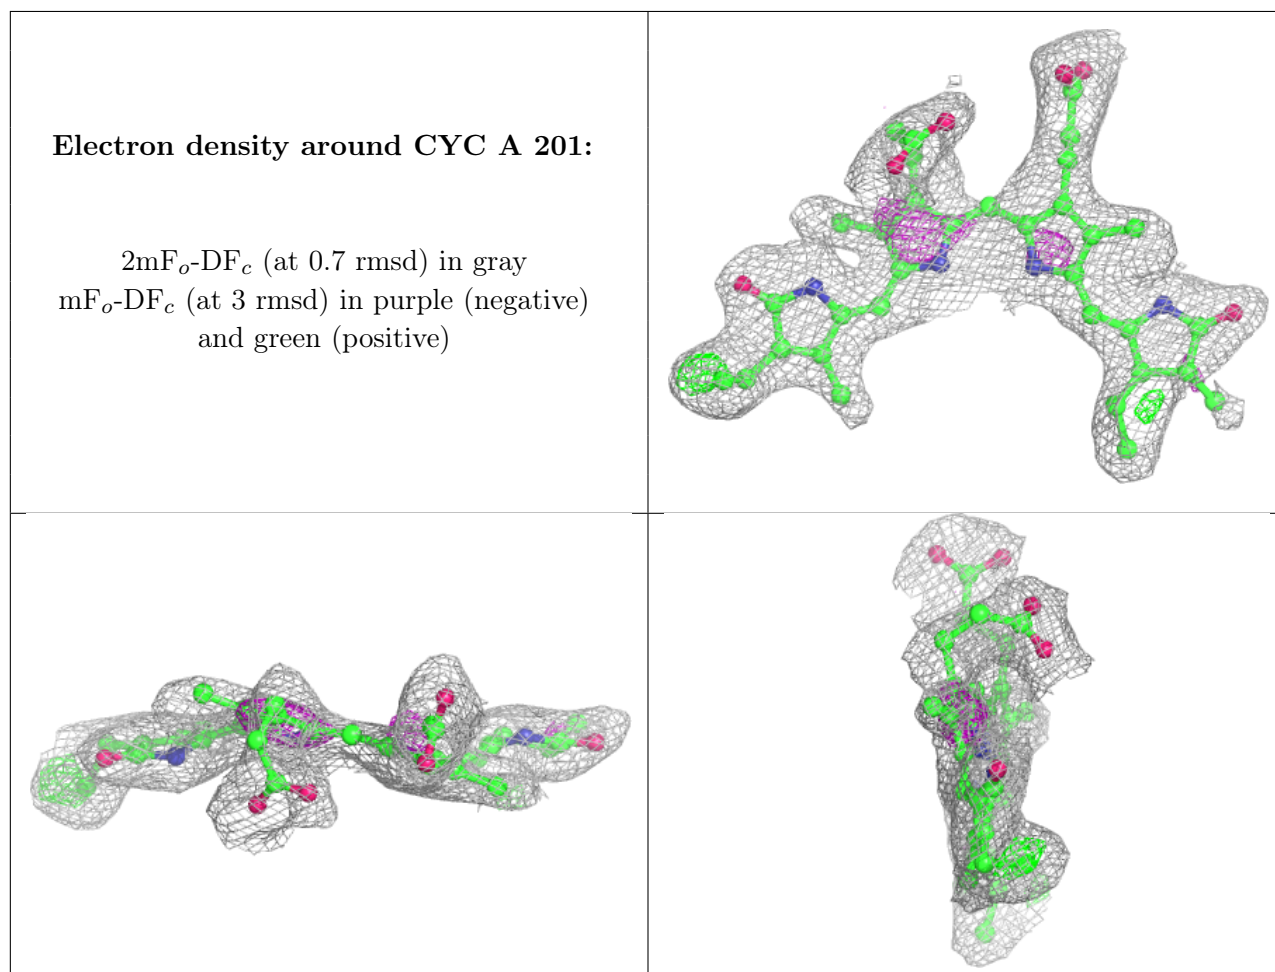 Electron density around CYC A 201:
2mFo-DFc (at 0.7 rmsd) in gray
mFo-DFc (at 3 rmsd) in purple (negative)
and green (positive)